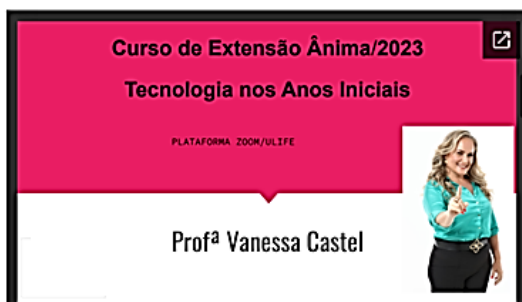 Curso de Extensão Ânima/2023
Tecnologia nos Anos Iniciais
PLATAFORMA ZOOM/ULIFE
Profª Vanessa Castel